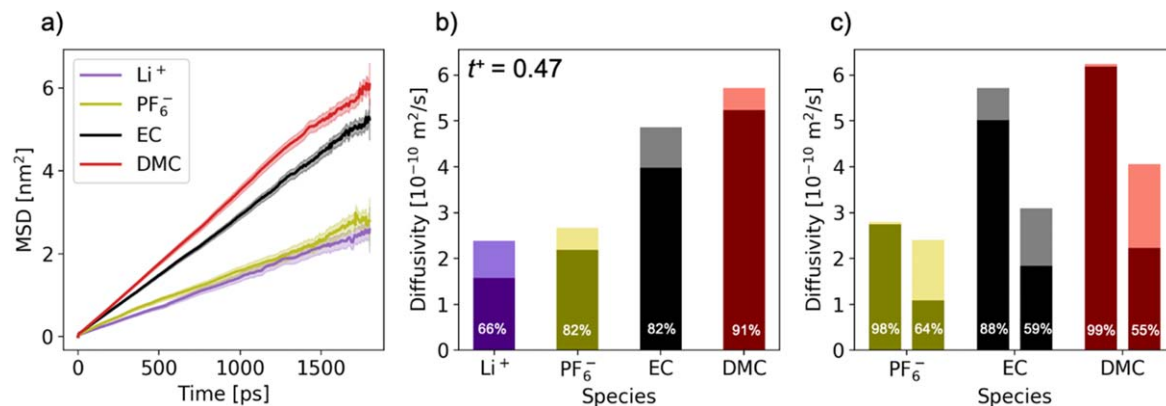 a)
MSD [nm²]
6
4
2
0
Li⁺
PF₆⁻
EC
DMC
0
500
1000
1500
Time [ps]
b)
Diffusivity [10⁻¹⁰ m²/s]
6
5
4
3
2
1
0
t⁺ = 0.47
66%
82%
82%
91%
Li⁺
PF₆⁻
EC
DMC
Species
c)
Diffusivity [10⁻¹⁰ m²/s]
6
5
4
3
2
1
0
98%
64%
88%
59%
99%
55%
PF₆⁻
EC
DMC
Species